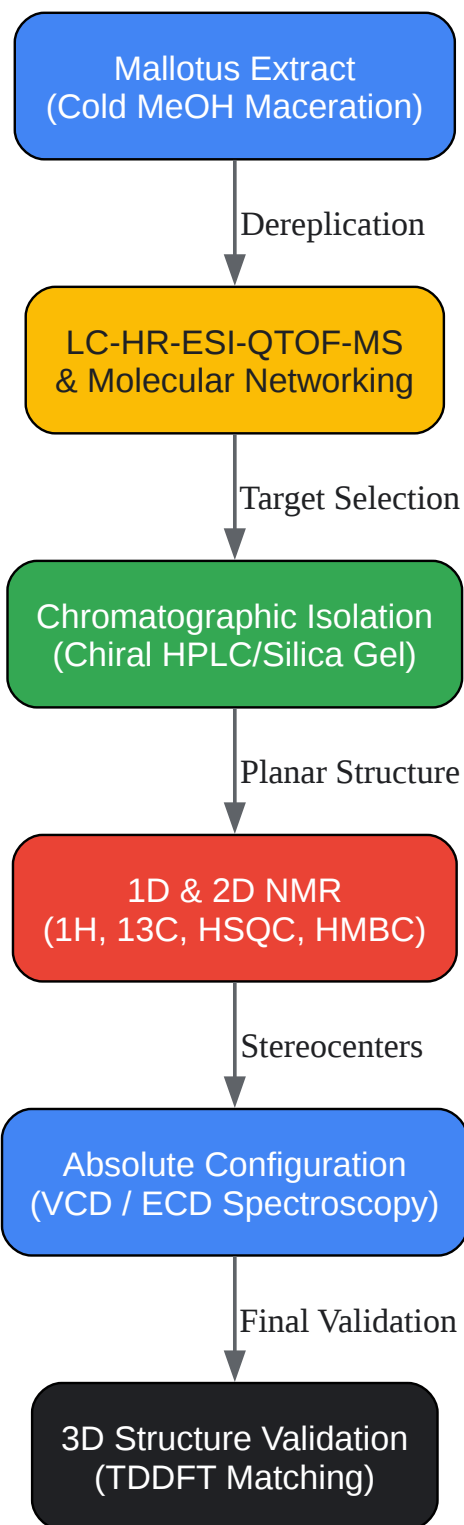 Mallotus Extract
(Cold MeOH Maceration)
Dereplication
LC-HR-ESI-QTOF-MS
& Molecular Networking
Target Selection
Chromatographic Isolation
(Chiral HPLC/Silica Gel)
Planar Structure
1D & 2D NMR
(1H, 13C, HSQC, HMBC)
Stereocenters
Absolute Configuration
(VCD / ECD Spectroscopy)
Final Validation
3D Structure Validation
(TDDFT Matching)